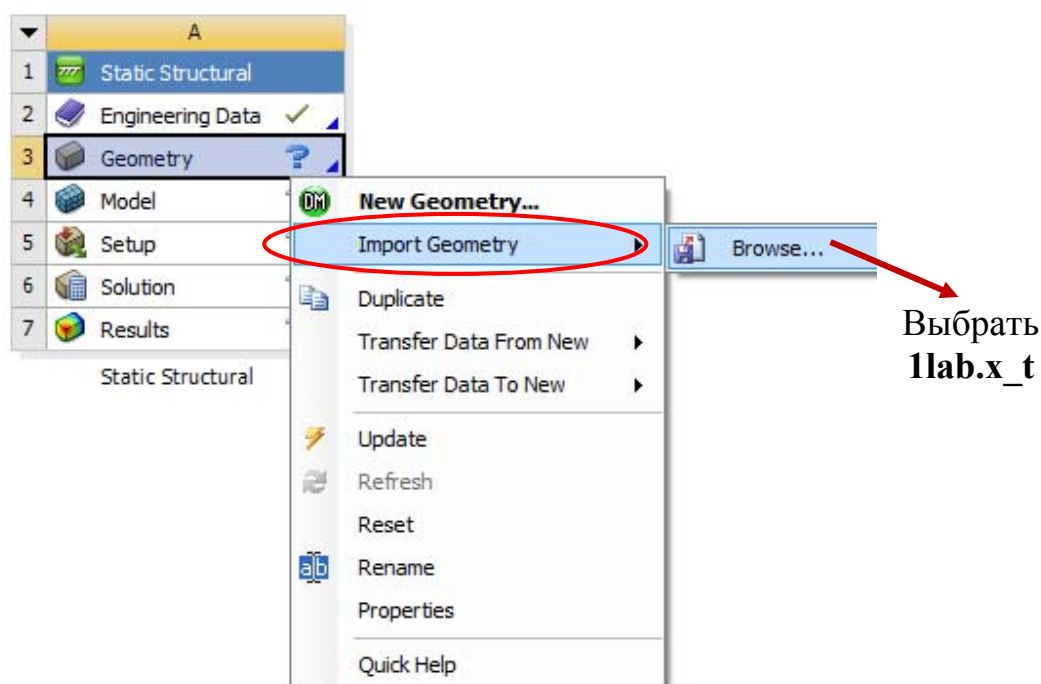 A
1 Static Structural
2 Engineering Data
3 Geometry ?
4 Model
5 Setup
6 Solution
7 Results
Static Structural
DM New Geometry...
Import Geometry
Browse...
Duplicate
Transfer Data From New
Transfer Data To New
Update
Refresh
Reset
ab Rename
Properties
Quick Help
Выбрать
1lab.x_t